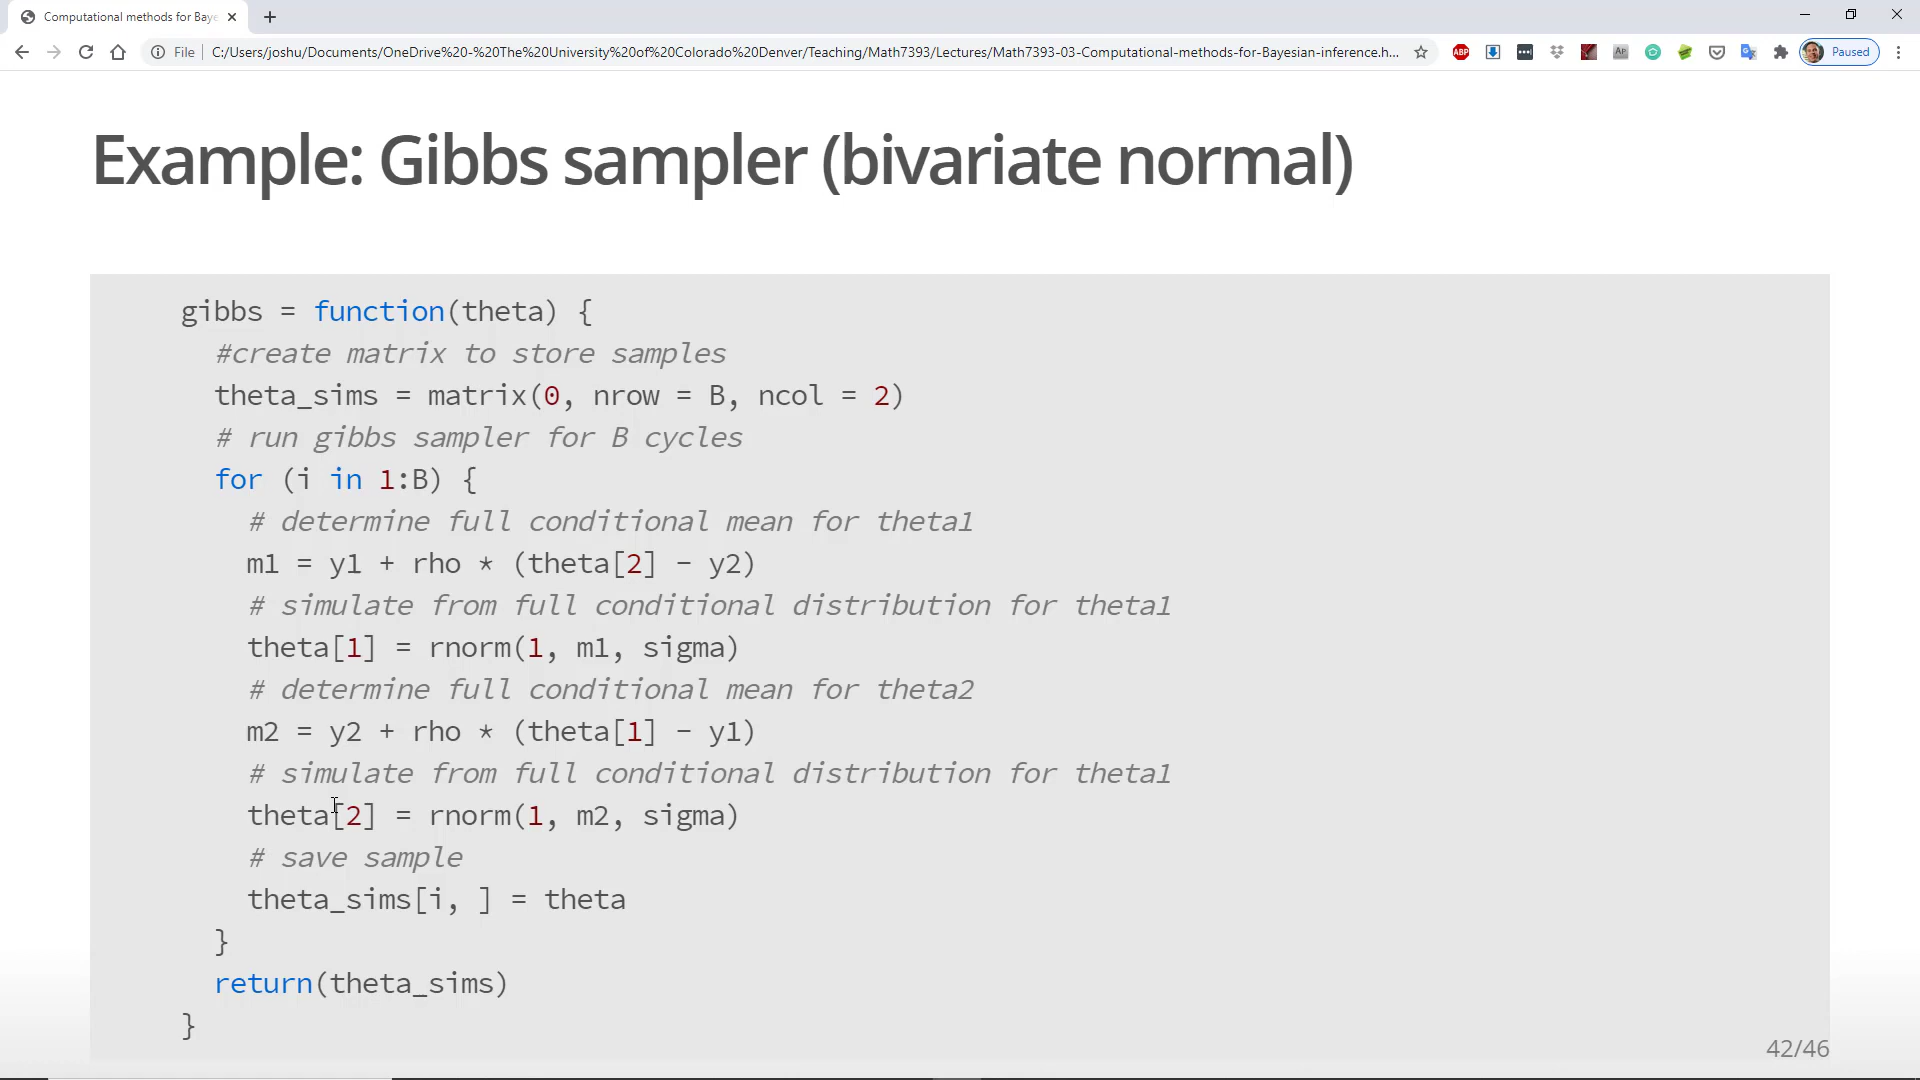 Computational methods for Baye
File
C:/Users/joshu/Documents/OneDrive%20-%20The%20University%20of%20Colorado%20Denver/Teaching/Math7393/Lectures/Math7393-03-Computational-methods-for-Bayesian-inference.h...
ABP
Paused
Example: Gibbs sampler (bivariate normal)
gibbs = function(theta) {
#create matrix to store samples
theta_sims = matrix(0, nrow = B, ncol = 2)
# run gibbs sampler for B cycles
for (i in 1:B) {
# determine full conditional mean for theta1
m1 = y1 + rho * (theta[2] - y2)
# simulate from full conditional distribution for theta1
theta[1] = rnorm(1, m1, sigma)
# determine full conditional mean for theta2
m2 = y2 + rho * (theta[1] - y1)
# simulate from full conditional distribution for theta1
theta[2] = rnorm(1, m2, sigma)
# save sample
theta_sims[i, ] = theta
}
return(theta_sims)
}
42/46